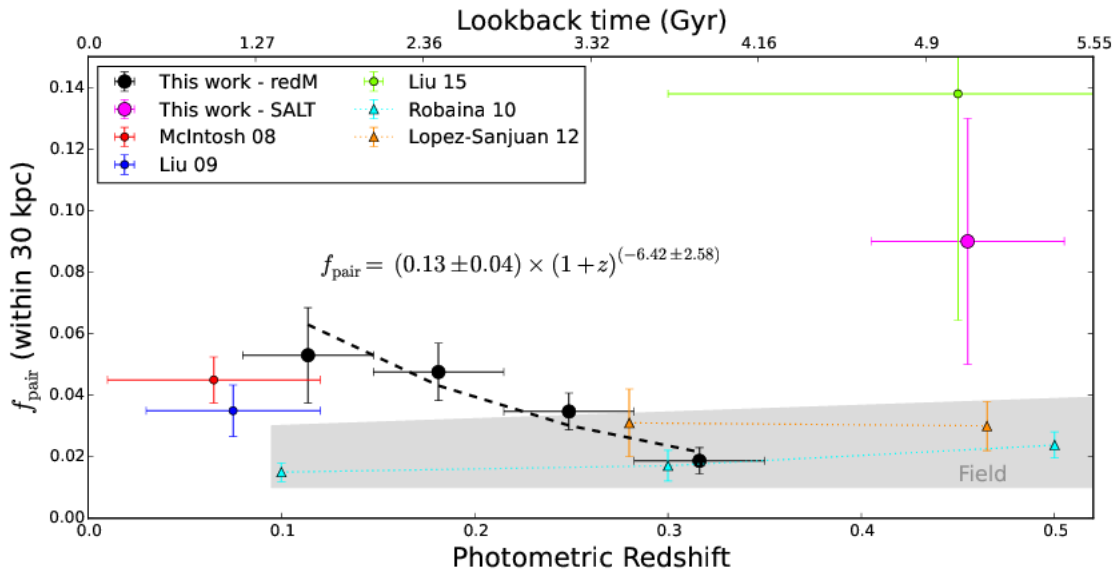 Lookback time (Gyr)
0.0 1.27 2.36 3.32 4.16 4.9 5.55
This work - redM
This work - SALT
McIntosh 08
Liu 09
Liu 15
Robaina 10
Lopez-Sanjuan 12
f_pair = (0.13 ± 0.04) × (1+z)^(−6.42 ± 2.58)
Field
f_pair (within 30 kpc)
0.14
0.12
0.10
0.08
0.06
0.04
0.02
0.00
0.0 0.1 0.2 0.3 0.4 0.5
Photometric Redshift